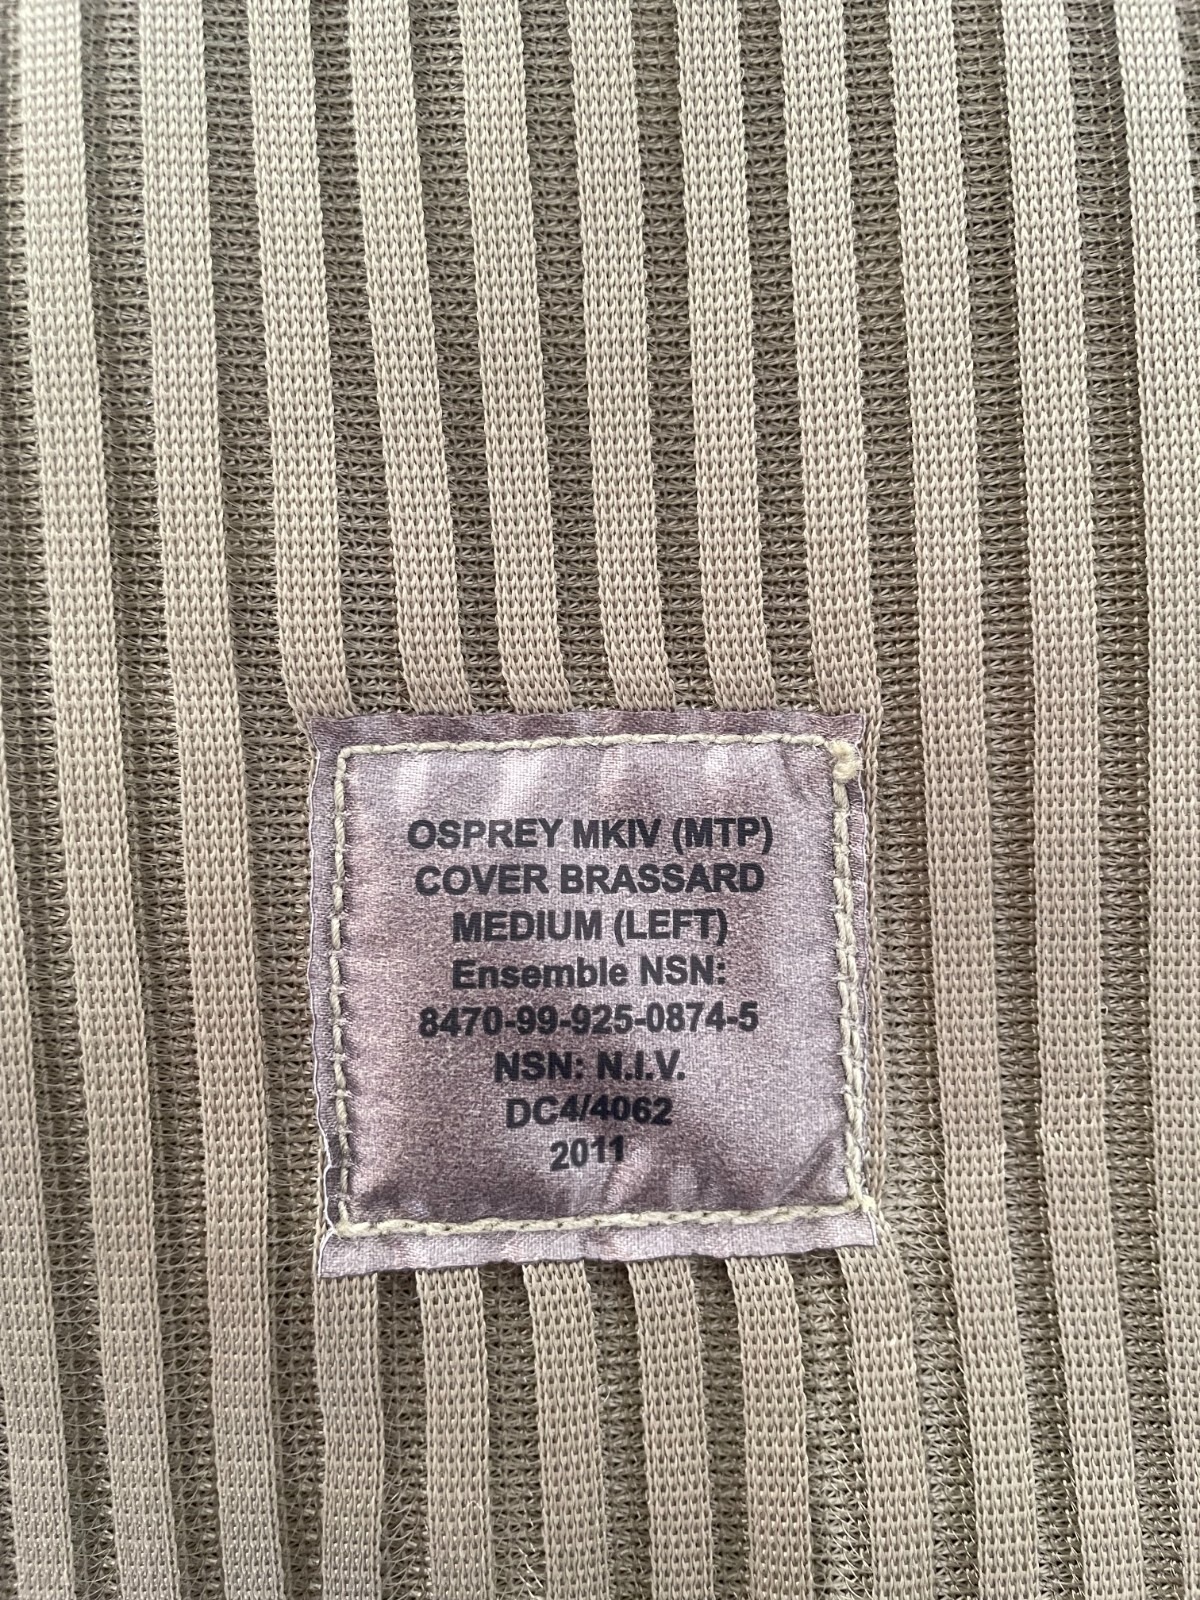 OSPREY MKIV (MTP)
COVER BRASSARD
MEDIUM (LEFT)
Ensemble NSN:
8470-99-925-0874-5
NSN: N.I.V.
DC4/4062
2011